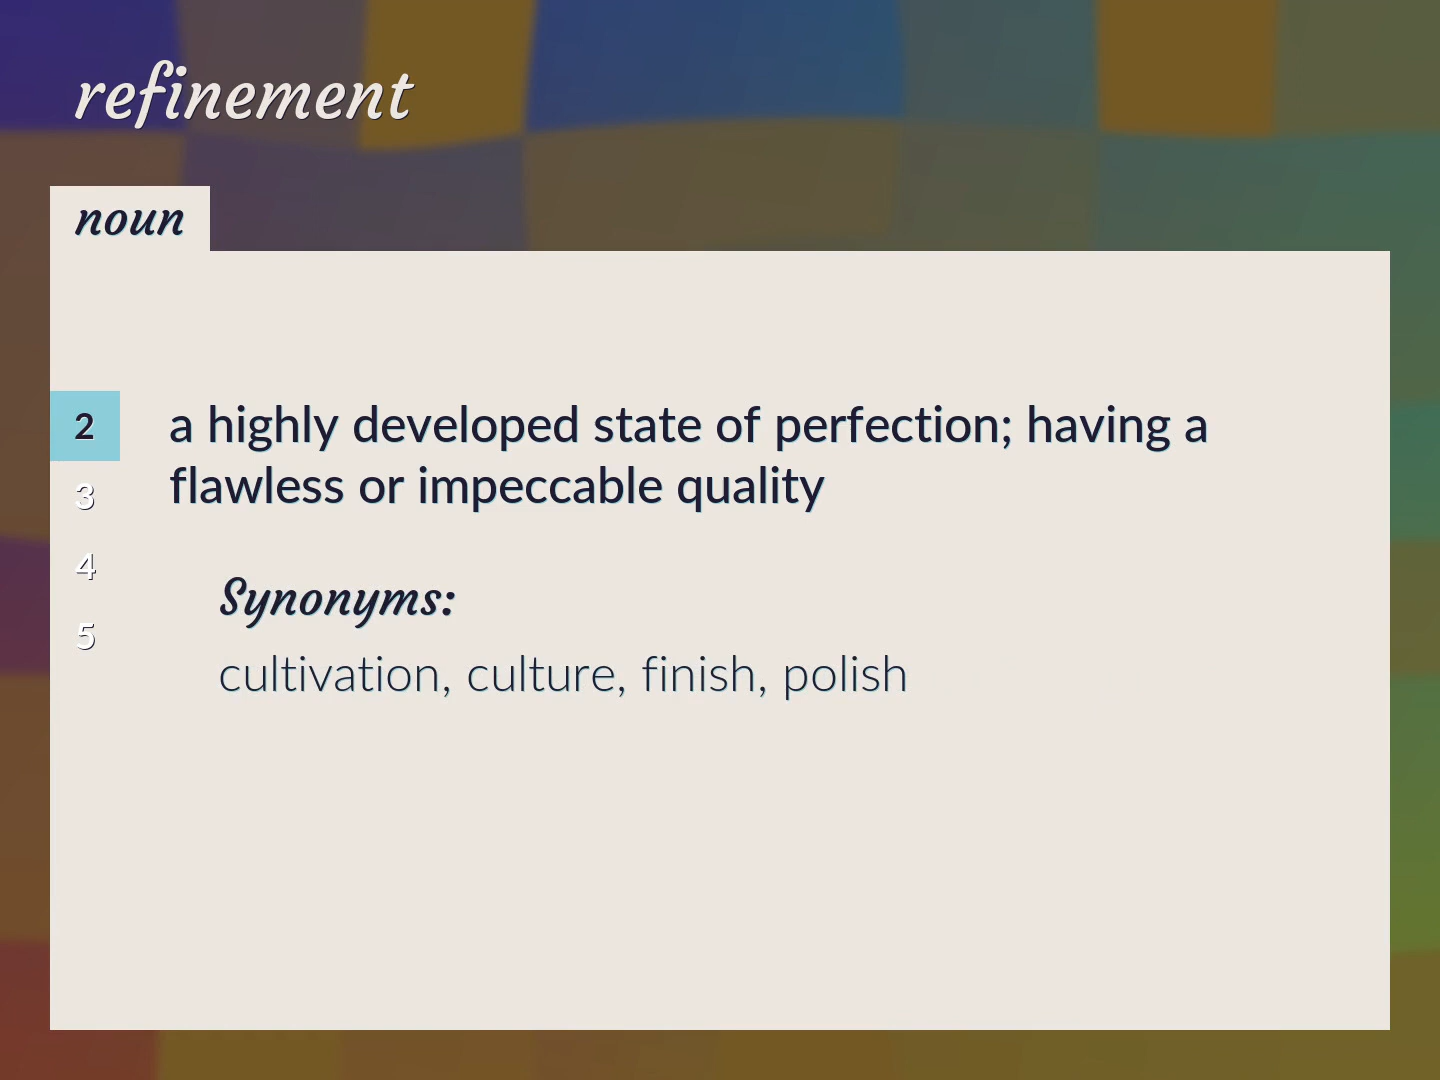 refinement
noun
2
a highly developed state of perfection; having a
flawless or impeccable quality
3
4
5
Synonyms:
cultivation, culture, finish, polish